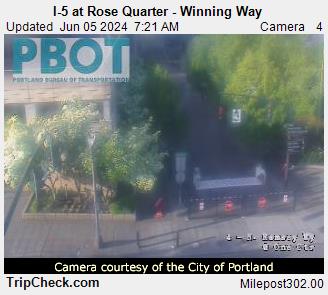 I-5 at Rose Quarter - Winning Way
Updated Jun 05 2024 7:21 AM Camera 4
PBOT
PORTLAND BUREAU OF TRANSPORTATION
Camera courtesy of the City of Portland
TripCheck.com Milepost302.00